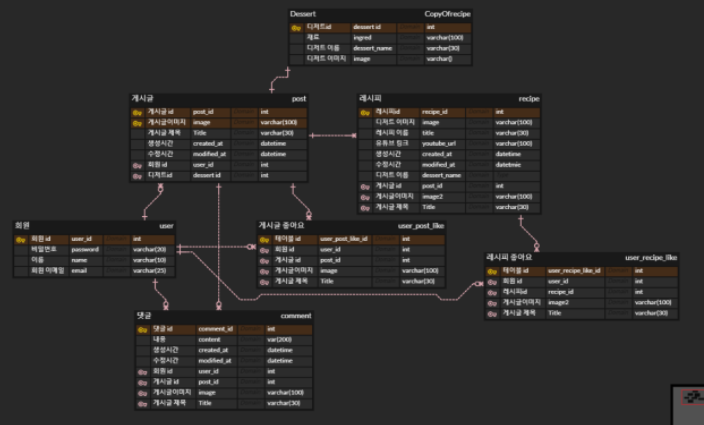 Dessert CopyOfrecipe
디저트id dessert id int
재료 ingred varchar(100)
디저트 이름 dessert_name varchar(30)
디저트 이미지 image varchar()
게시글 post
게시글 id post_id int
게시글이미지 image varchar(100)
게시글 제목 Title varchar(30)
생성시간 created_at datetime
수정시간 modified_at datetime
회원 id user_id int
디저트id dessert id int
레시피 recipe
레시피id recipe_id int
디저트 이미지 image varchar(100)
레시피 이름 title varchar(30)
유튜브 링크 youtube_url varchar(100)
생성시간 created_at datetime
수정시간 modified_at datetmic
디저트 이름 dessert_name
게시글 id post_id int
게시글이미지 image2 varchar(100)
게시글 제목 Title varchar(30)
회원 user
회원 id user_id int
비밀번호 password varchar(20)
이름 name varchar(10)
회원 이메일 email varchar(25)
게시글 좋아요 user_post_like
테이블 id user_post_like_id int
회원 id user_id int
게시글 id post_id int
게시글이미지 image varchar(100)
게시글 제목 Title varchar(30)
레시피 좋아요 user_recipe_like
테이블 id user_recipe_like_id int
회원 id user_id int
레시피id recipe_id int
게시글이미지 image2 varchar(100)
게시글 제목 Title varchar(30)
댓글 comment
댓글 id comment_id int
내용 content var(200)
생성시간 created_at datetime
수정시간 modified_at datetime
회원 id user_id int
게시글 id post_id int
게시글이미지 image varchar(100)
게시글 제목 Title varchar(30)